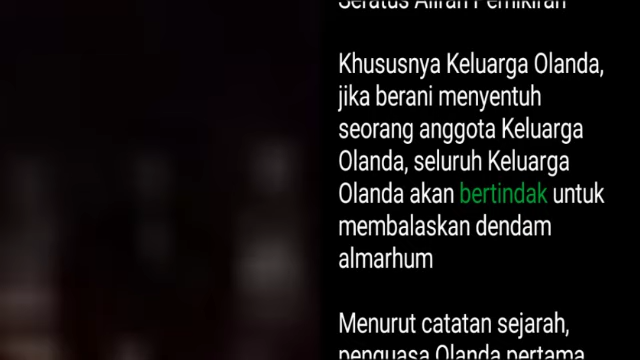 Seratus Aliran Pemikiran
Khususnya Keluarga Olanda,
jika berani menyentuh
seorang anggota Keluarga
Olanda, seluruh Keluarga
Olanda akan bertindak untuk
membalaskan dendam
almarhum
Menurut catatan sejarah,
penguasa Olanda pertama